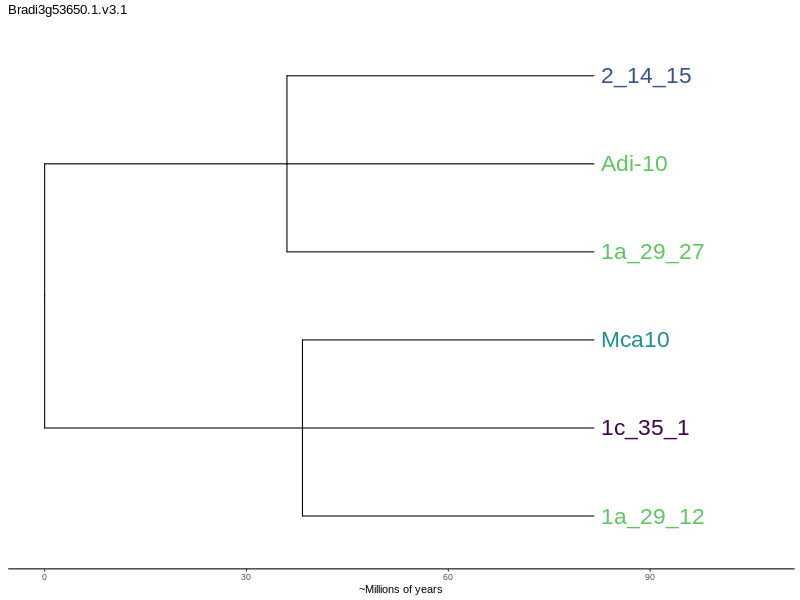 Bradi3g53650.1.v3.1
2_14_15
Adi-10
1a_29_27
Mca10
1c_35_1
1a_29_12
0 30 60 90
~Millions of years